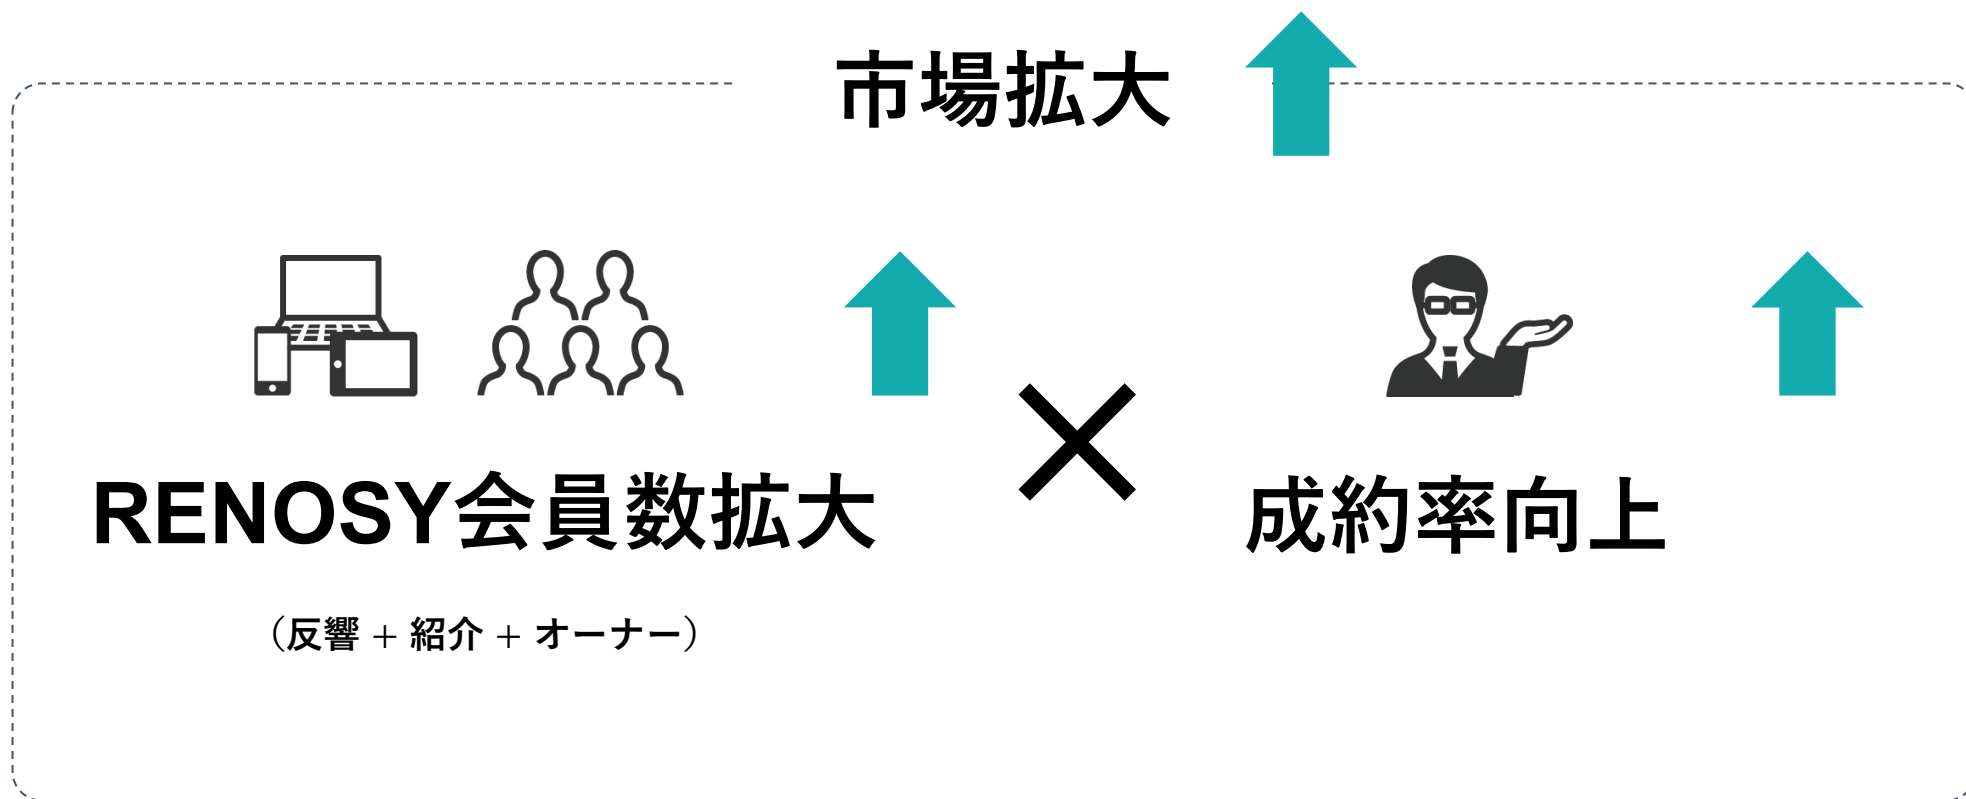 市場拡大
RENOSY会員数拡大
×
成約率向上
（反響 + 紹介 + オーナー）